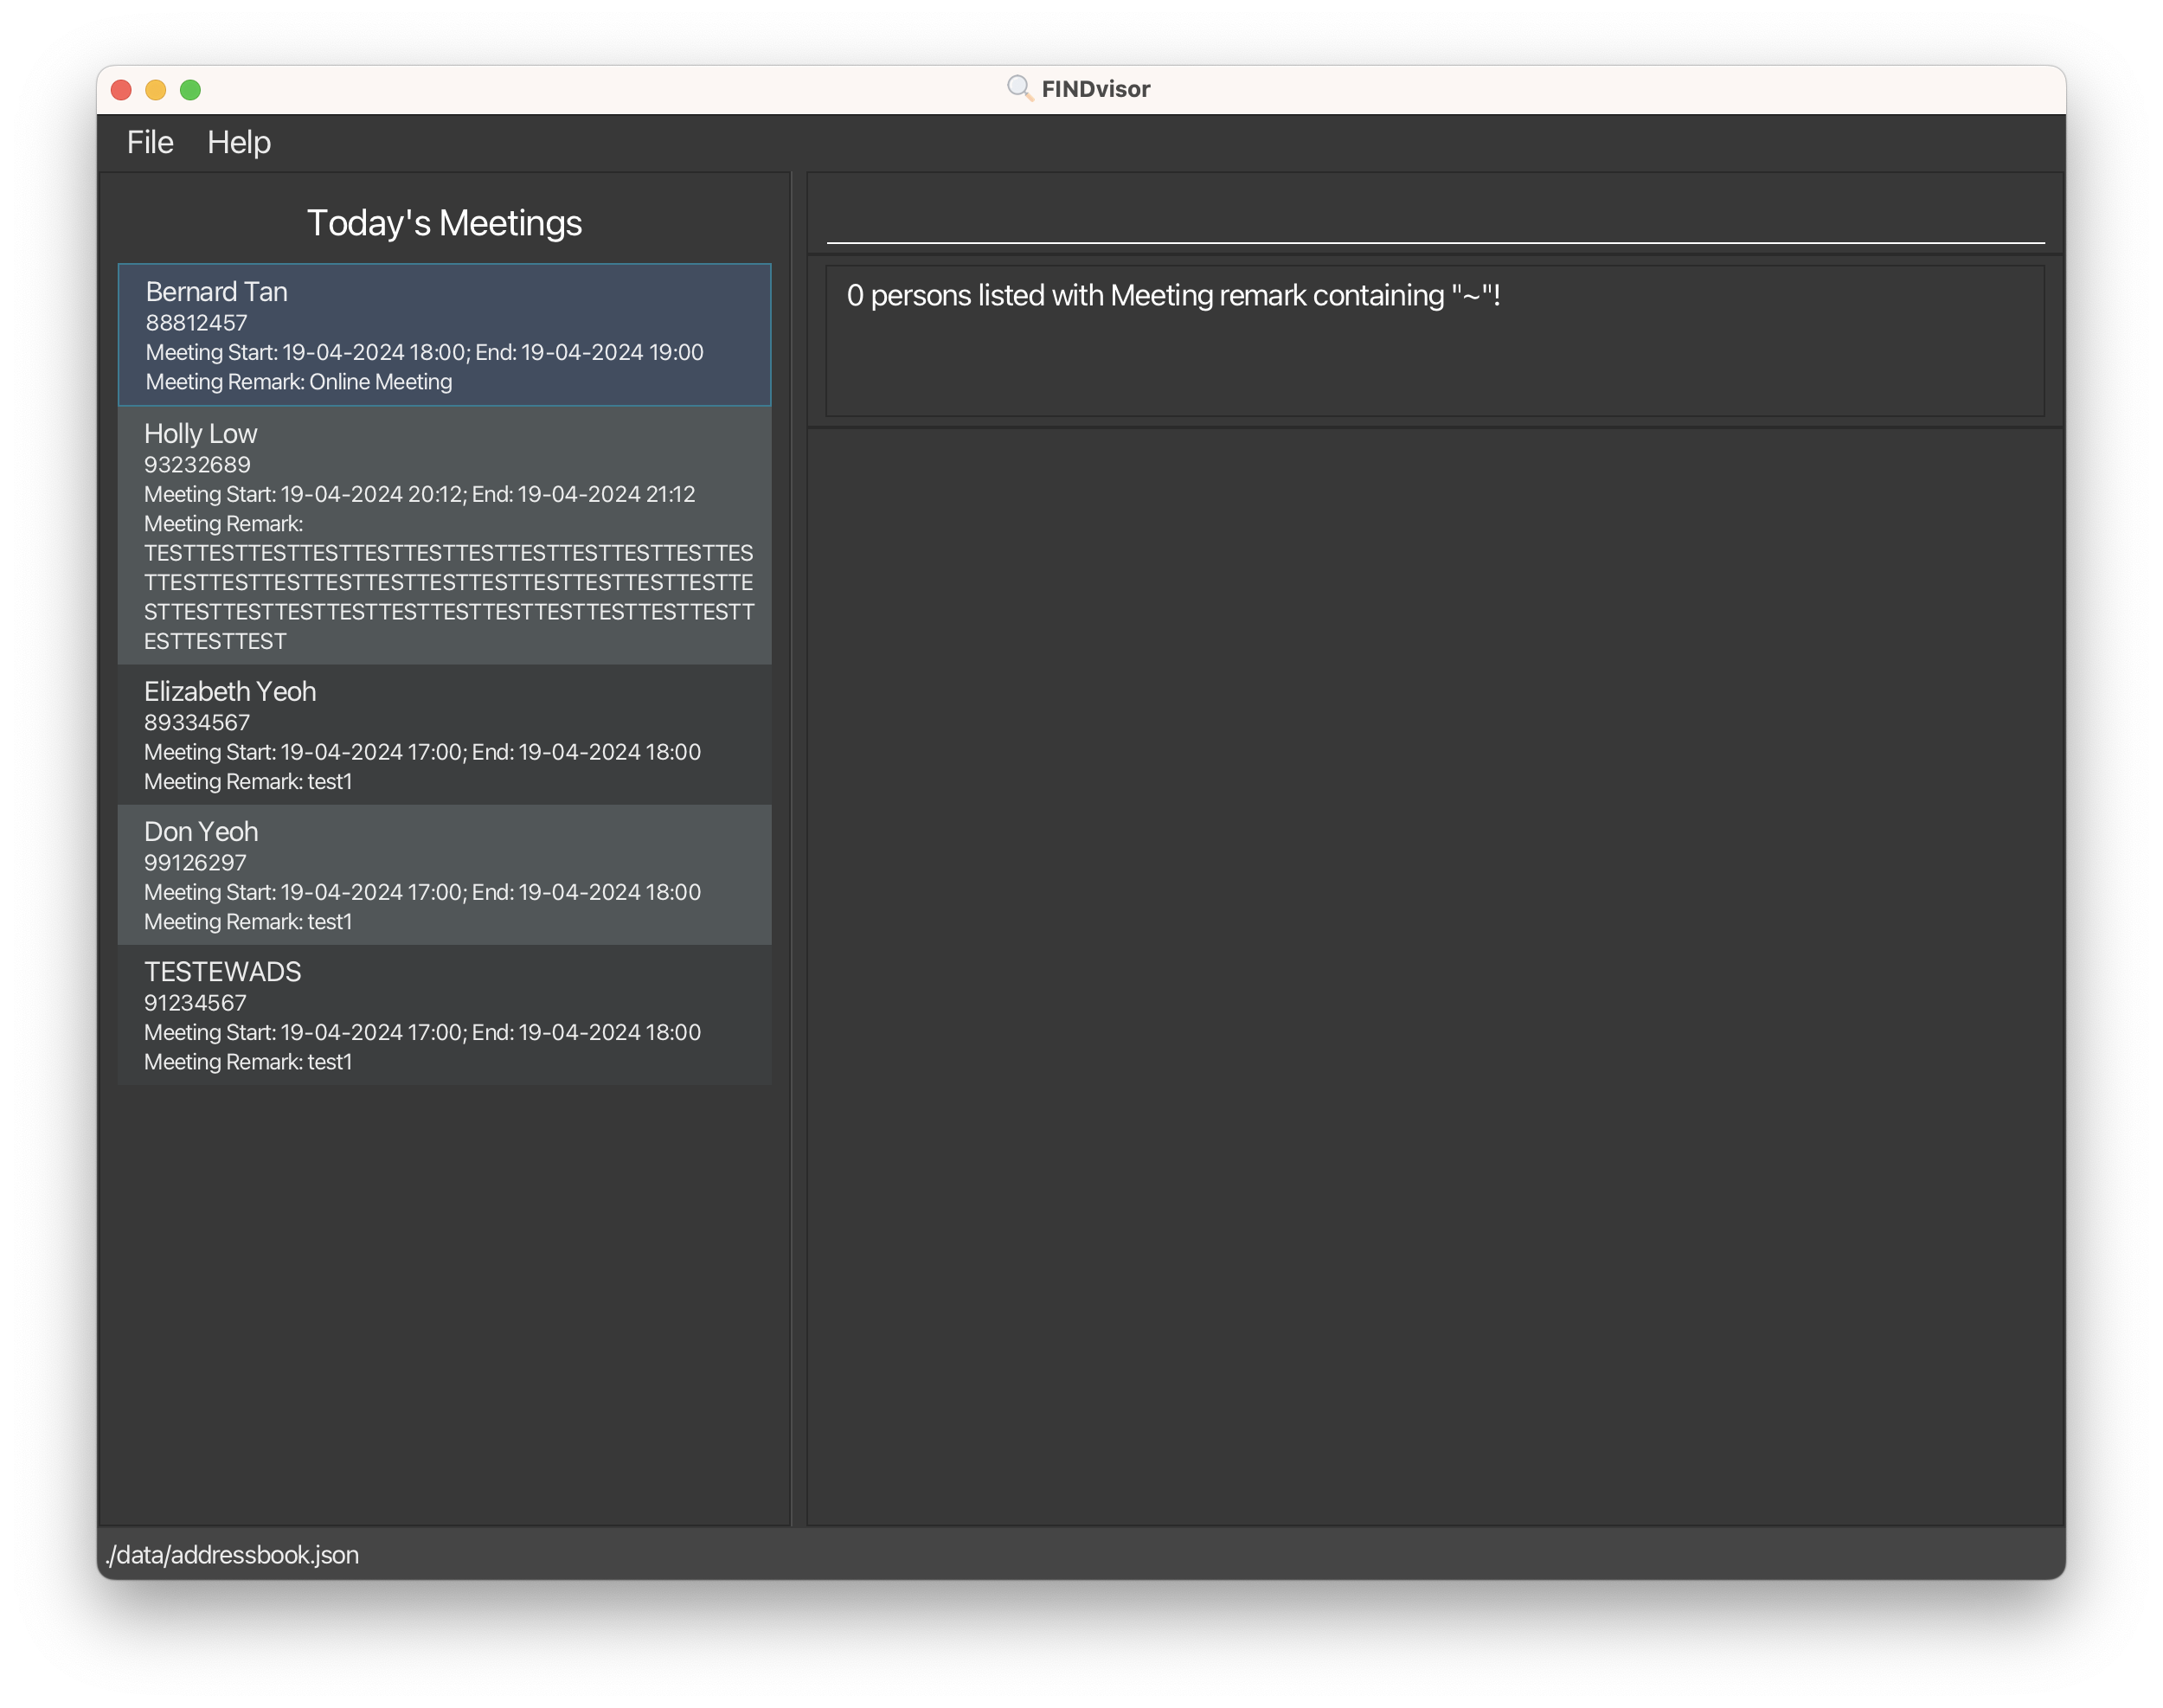 FINDvisor
File Help
Today's Meetings
Bernard Tan
88812457
Meeting Start: 19-04-2024 18:00; End: 19-04-2024 19:00
Meeting Remark: Online Meeting
Holly Low
93232689
Meeting Start: 19-04-2024 20:12; End: 19-04-2024 21:12
Meeting Remark:
TESTTESTTESTTESTTESTTESTTESTTESTTESTTESTTESTTES
TTESTTESTTESTTESTTESTTESTTESTTESTTESTTESTTESTTE
STTESTTESTTESTTESTTESTTESTTESTTESTTESTTESTTESTT
ESTTESTTEST
Elizabeth Yeoh
89334567
Meeting Start: 19-04-2024 17:00; End: 19-04-2024 18:00
Meeting Remark: test1
Don Yeoh
99126297
Meeting Start: 19-04-2024 17:00; End: 19-04-2024 18:00
Meeting Remark: test1
TESTEWADS
91234567
Meeting Start: 19-04-2024 17:00; End: 19-04-2024 18:00
Meeting Remark: test1
0 persons listed with Meeting remark containing "~"!
./data/addressbook.json